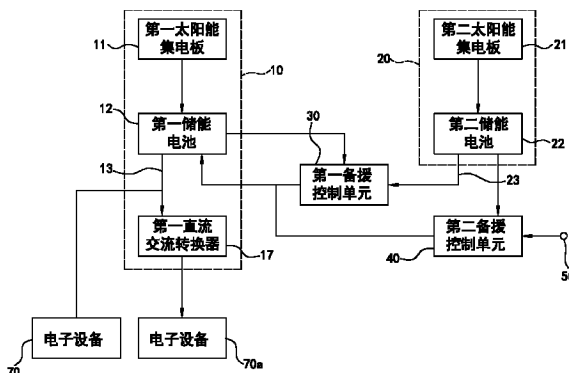 第一太阳能
集电板
11
10
12
第一储能
电池
13
第一直流
交流转换器
17
电子设备
70
电子设备
70a
30
第一备援
控制单元
第二太阳能
集电板
21
20
第二储能
电池
22
23
第二备援
控制单元
40